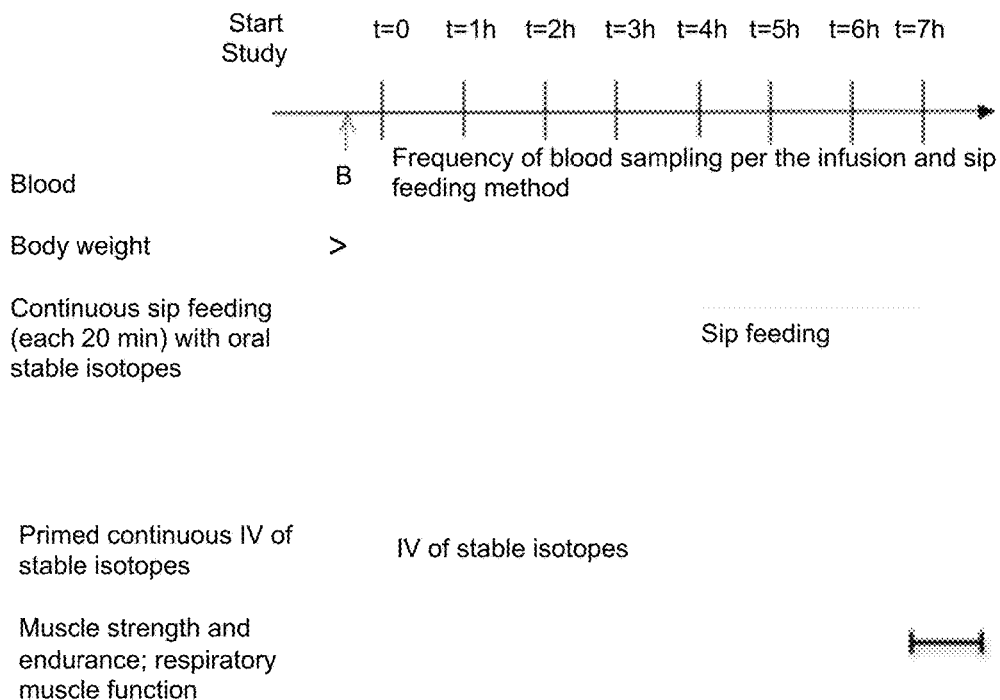 Start
Study
t=0 t=1h t=2h t=3h t=4h t=5h t=6h t=7h
Blood
B
Frequency of blood sampling per the infusion and sip
feeding method
Body weight
>
Continuous sip feeding
(each 20 min) with oral
stable isotopes
Sip feeding
Primed continuous IV of
stable isotopes
IV of stable isotopes
Muscle strength and
endurance; respiratory
muscle function